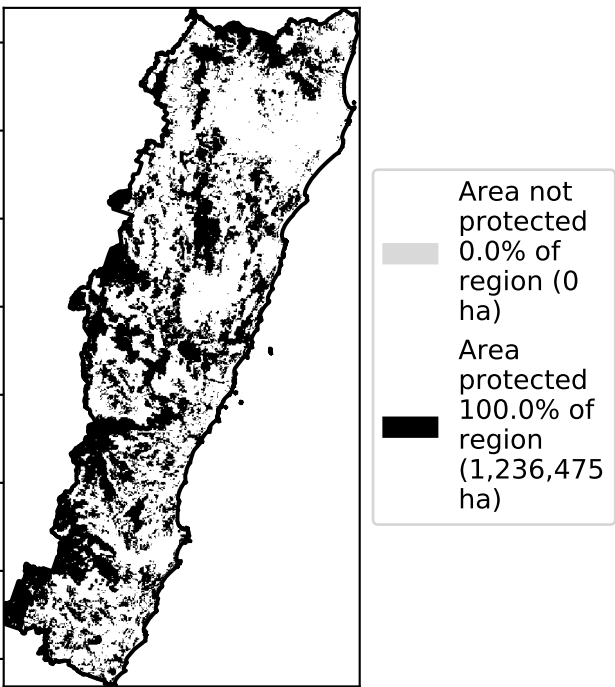 Area not
protected
0.0% of
region (0
ha)
Area
protected
100.0% of
region
(1,236,475
ha)